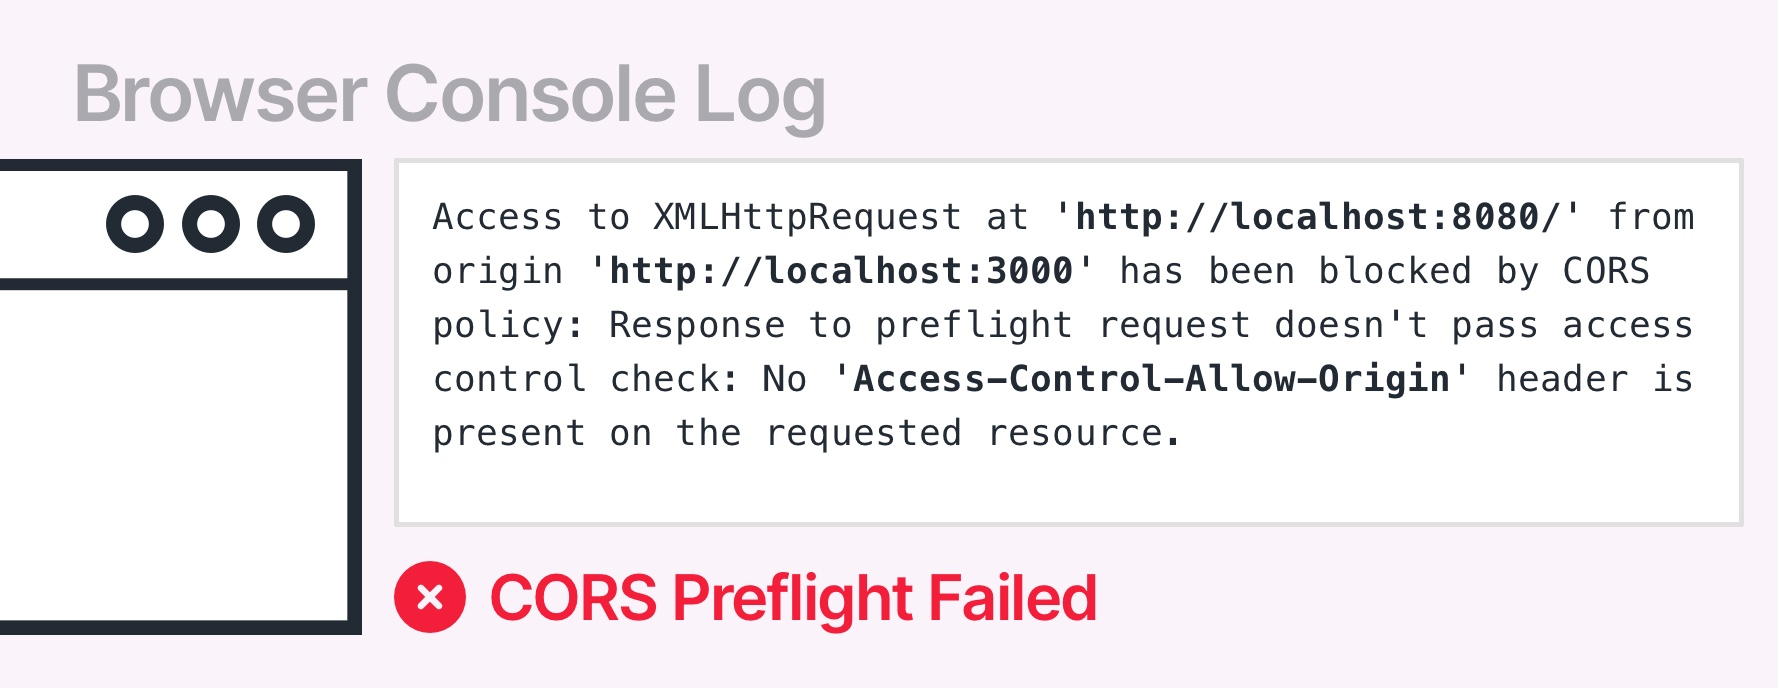 Browser Console Log
Access to XMLHttpRequest at 'http://localhost:8080/' from
origin 'http://localhost:3000' has been blocked by CORS
policy: Response to preflight request doesn't pass access
control check: No 'Access-Control-Allow-Origin' header is
present on the requested resource.
CORS Preflight Failed